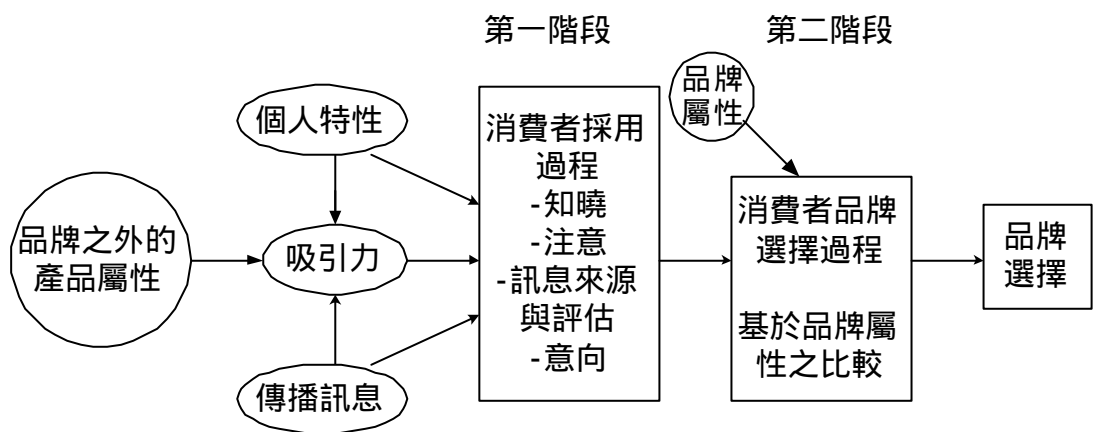 第一階段
第二階段
品牌
屬性
個人特性
消費者採用
過程
-知曉
-注意
-訊息來源
與評估
-意向
品牌之外的
產品屬性
吸引力
傳播訊息
消費者品牌
選擇過程
基於品牌屬
性之比較
品牌
選擇